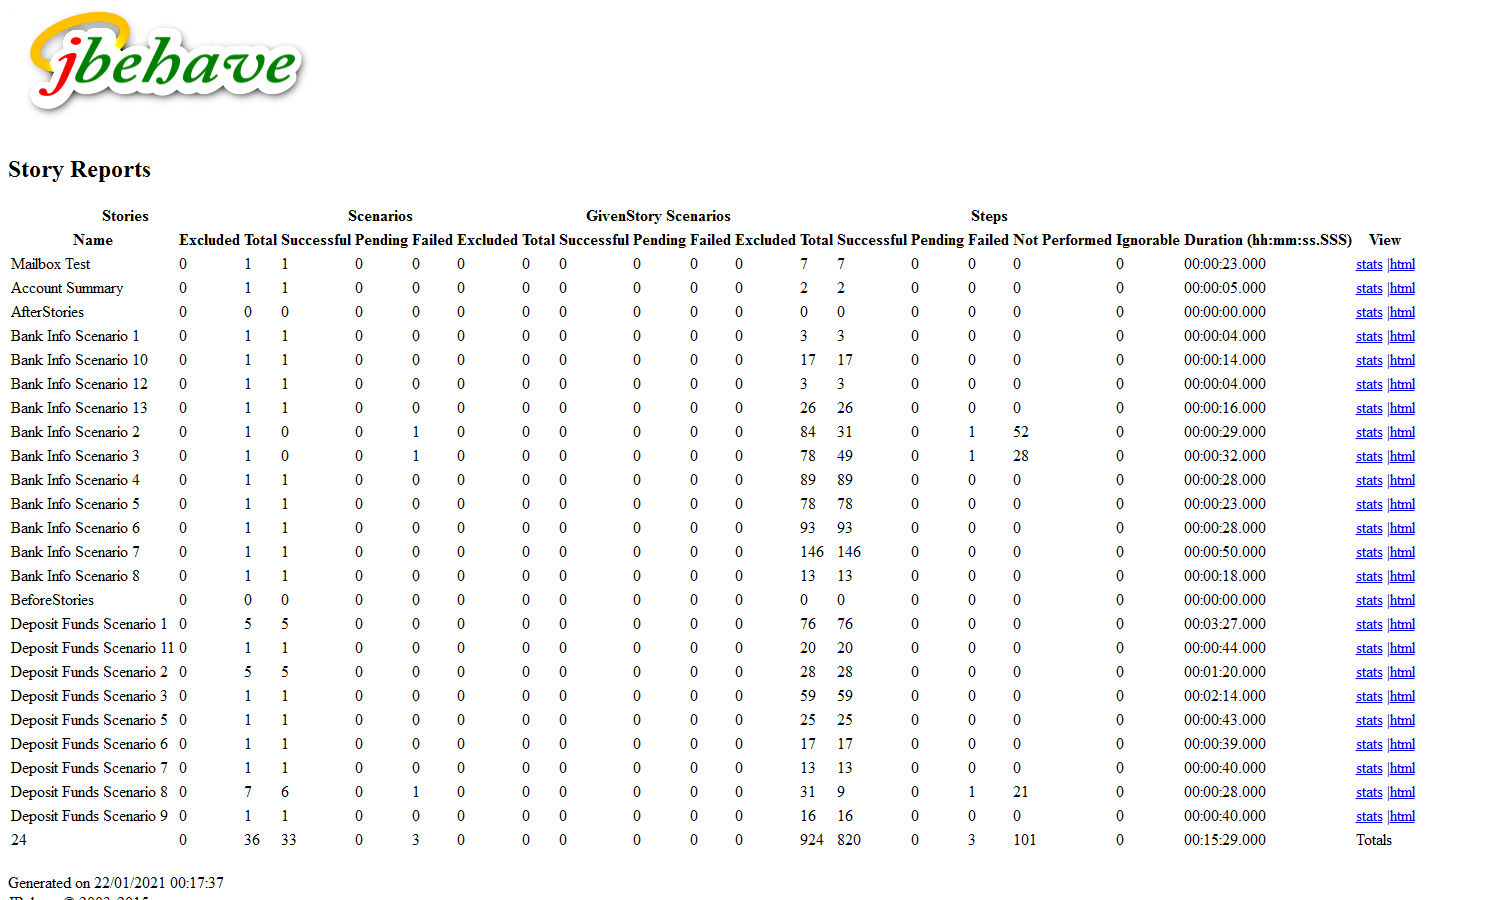 jbehave
Story Reports
Stories Scenarios GivenStory Scenarios Steps
Name Excluded Total Successful Pending Failed Excluded Total Successful Pending Failed Excluded Total Successful Pending Failed Not Performed Ignorable Duration (hh:mm:ss.SSS) View
Mailbox Test 0 1 1 0 0 0 0 0 0 0 0 7 7 0 0 0 0 00:00:23.000 stats |html
Account Summary 0 1 1 0 0 0 0 0 0 0 0 2 2 0 0 0 0 00:00:05.000 stats |html
AfterStories 0 0 0 0 0 0 0 0 0 0 0 0 0 0 0 0 0 00:00:00.000 stats |html
Bank Info Scenario 1 0 1 1 0 0 0 0 0 0 0 0 3 3 0 0 0 0 00:00:04.000 stats |html
Bank Info Scenario 10 0 1 1 0 0 0 0 0 0 0 0 17 17 0 0 0 0 00:00:14.000 stats |html
Bank Info Scenario 12 0 1 1 0 0 0 0 0 0 0 0 3 3 0 0 0 0 00:00:04.000 stats |html
Bank Info Scenario 13 0 1 1 0 0 0 0 0 0 0 0 26 26 0 0 0 0 00:00:16.000 stats |html
Bank Info Scenario 2 0 1 0 0 1 0 0 0 0 0 0 84 31 0 1 52 0 00:00:29.000 stats |html
Bank Info Scenario 3 0 1 0 0 1 0 0 0 0 0 0 78 49 0 1 28 0 00:00:32.000 stats |html
Bank Info Scenario 4 0 1 1 0 0 0 0 0 0 0 0 89 89 0 0 0 0 00:00:28.000 stats |html
Bank Info Scenario 5 0 1 1 0 0 0 0 0 0 0 0 78 78 0 0 0 0 00:00:23.000 stats |html
Bank Info Scenario 6 0 1 1 0 0 0 0 0 0 0 0 93 93 0 0 0 0 00:00:28.000 stats |html
Bank Info Scenario 7 0 1 1 0 0 0 0 0 0 0 0 146 146 0 0 0 0 00:00:50.000 stats |html
Bank Info Scenario 8 0 1 1 0 0 0 0 0 0 0 0 13 13 0 0 0 0 00:00:18.000 stats |html
BeforeStories 0 0 0 0 0 0 0 0 0 0 0 0 0 0 0 0 0 00:00:00.000 stats |html
Deposit Funds Scenario 1 0 5 5 0 0 0 0 0 0 0 0 76 76 0 0 0 0 00:03:27.000 stats |html
Deposit Funds Scenario 11 0 1 1 0 0 0 0 0 0 0 0 20 20 0 0 0 0 00:00:44.000 stats |html
Deposit Funds Scenario 2 0 5 5 0 0 0 0 0 0 0 0 28 28 0 0 0 0 00:01:20.000 stats |html
Deposit Funds Scenario 3 0 1 1 0 0 0 0 0 0 0 0 59 59 0 0 0 0 00:02:14.000 stats |html
Deposit Funds Scenario 5 0 1 1 0 0 0 0 0 0 0 0 25 25 0 0 0 0 00:00:43.000 stats |html
Deposit Funds Scenario 6 0 1 1 0 0 0 0 0 0 0 0 17 17 0 0 0 0 00:00:39.000 stats |html
Deposit Funds Scenario 7 0 1 1 0 0 0 0 0 0 0 0 13 13 0 0 0 0 00:00:40.000 stats |html
Deposit Funds Scenario 8 0 7 6 0 1 0 0 0 0 0 0 31 9 0 1 21 0 00:00:28.000 stats |html
Deposit Funds Scenario 9 0 1 1 0 0 0 0 0 0 0 0 16 16 0 0 0 0 00:00:40.000 stats |html
24 0 36 33 0 3 0 0 0 0 0 0 924 820 0 3 101 0 00:15:29.000 Totals
Generated on 22/01/2021 00:17:37